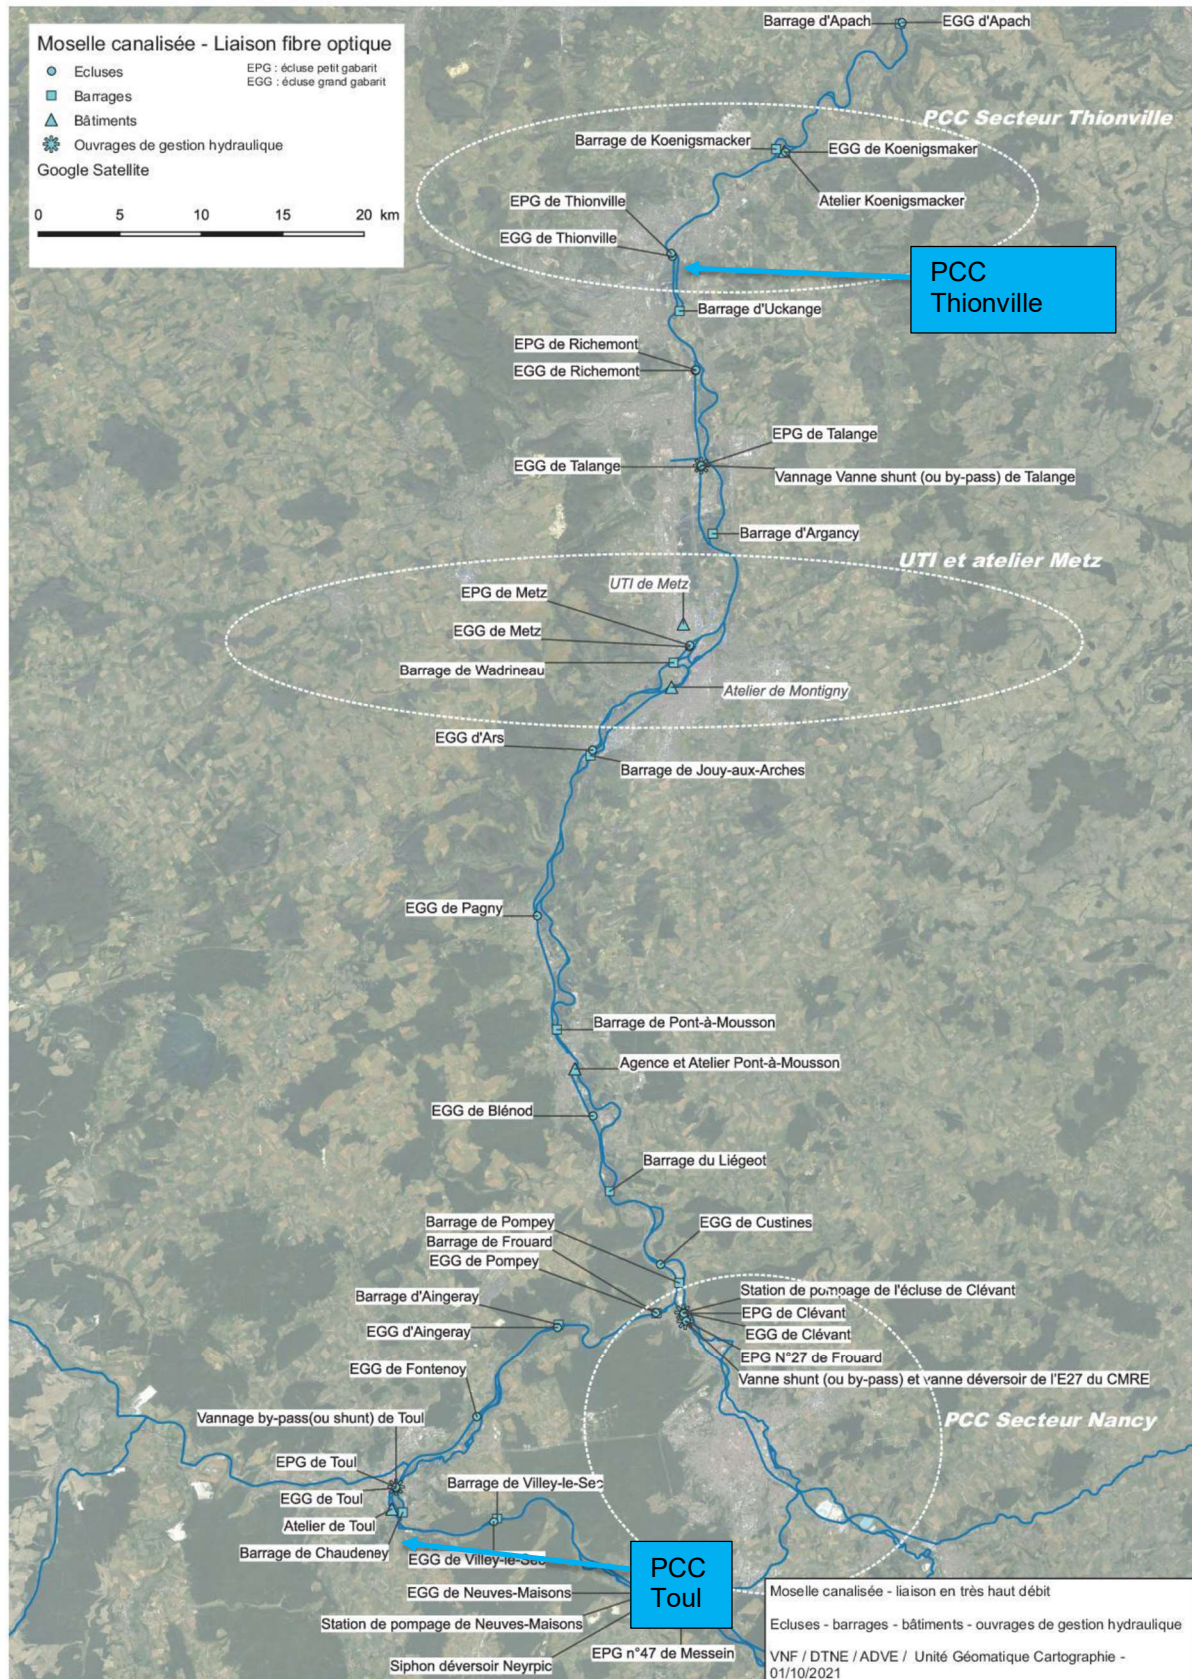 Moselle canalisée - Liaison fibre optique
Ecluses
EPG : écluse petit gabarit
EGG : écluse grand gabarit
Barrages
Bâtiments
Ouvrages de gestion hydraulique
Google Satellite
0 5 10 15 20 km
Barrage d'Apach
EGG d'Apach
PCC Secteur Thionville
Barrage de Koenigsmacker
EGG de Koenigsmaker
Atelier Koenigsmacker
EPG de Thionville
EGG de Thionville
PCC
Thionville
Barrage d'Uckange
EPG de Richemont
EGG de Richemont
EPG de Talange
EGG de Talange
Vannage Vanne shunt (ou by-pass) de Talange
Barrage d'Argancy
UTI et atelier Metz
UTI de Metz
EPG de Metz
EGG de Metz
Barrage de Wadrineau
Atelier de Montigny
EGG d'Ars
Barrage de Jouy-aux-Arches
EGG de Pagny
Barrage de Pont-à-Mousson
Agence et Atelier Pont-à-Mousson
EGG de Blénod
Barrage du Liégeot
Barrage de Pompey
EGG de Custines
Barrage de Frouard
EGG de Pompey
Station de pompage de l'écluse de Clévant
Barrage d'Aingeray
EPG de Clévant
EGG d'Aingeray
EGG de Clévant
EPG N°27 de Frouard
EGG de Fontenoy
Vanne shunt (ou by-pass) et vanne déversoir de l'E27 du CMRE
Vannage by-pass(ou shunt) de Toul
PCC Secteur Nancy
EPG de Toul
Barrage de Villey-le-Sec
EGG de Toul
Atelier de Toul
Barrage de Chaudeney
EGG de Villey-le-Sec
PCC
Toul
EGG de Neuves-Maisons
Station de pompage de Neuves-Maisons
EPG n°47 de Messein
Siphon déversoir Neyrpic
Moselle canalisée - liaison en très haut débit
Ecluses - barrages - bâtiments - ouvrages de gestion hydraulique
VNF / DTNE / ADVE / Unité Géomatique Cartographie -
01/10/2021